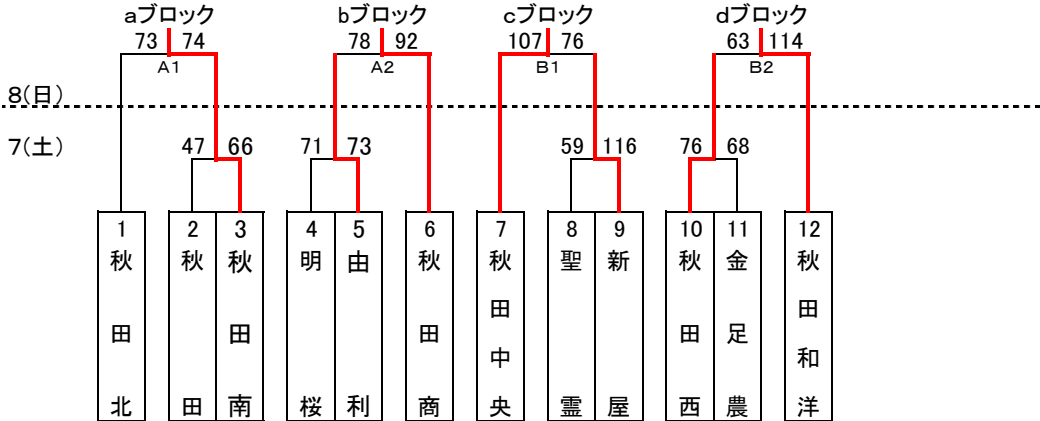 aブロック bブロック cブロック dブロック
73 74 78 92 107 76 63 114
A1 A2 B1 B2
8(日)
7(土) 47 66 71 73 59 116 76 68
1 2 3 4 5 6 7 8 9 10 11 12
秋田北
秋田
秋田南
明桜
由利
秋田商
秋田中央
聖霊
新屋
秋田西
金足農
秋田和洋